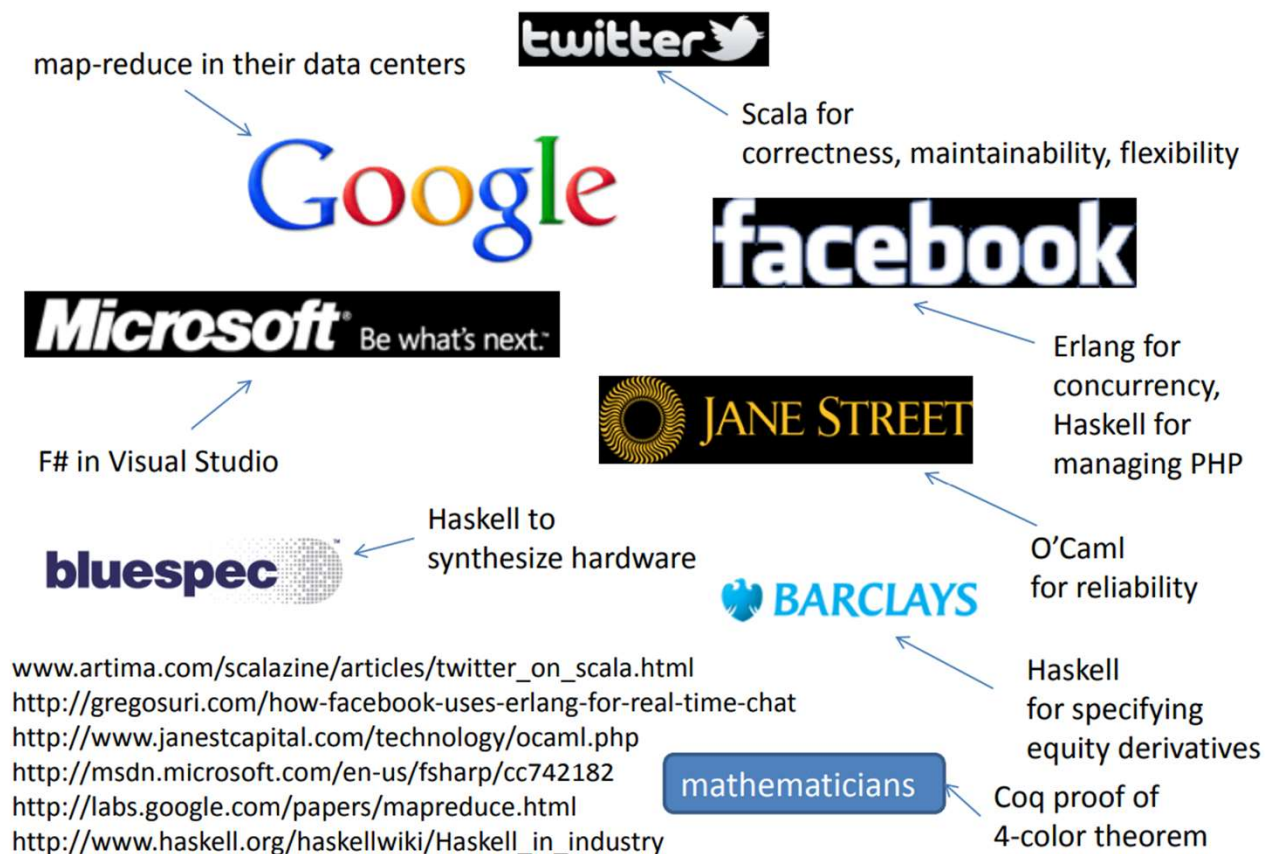 twitter
map-reduce in their data centers
Scala for
correctness, maintainability, flexibility
Google
facebook
Microsoft® Be what's next.™
Erlang for
concurrency,
Haskell for
managing PHP
JANE STREET
F# in Visual Studio
Haskell to
synthesize hardware
bluespec™
O'Caml
for reliability
BARCLAYS
Haskell
for specifying
equity derivatives
www.artima.com/scalazine/articles/twitter_on_scala.html
http://gregosuri.com/how-facebook-uses-erlang-for-real-time-chat
http://www.janestcapital.com/technology/ocaml.php
http://msdn.microsoft.com/en-us/fsharp/cc742182
http://labs.google.com/papers/mapreduce.html
http://www.haskell.org/haskellwiki/Haskell_in_industry
mathematicians
Coq proof of
4-color theorem